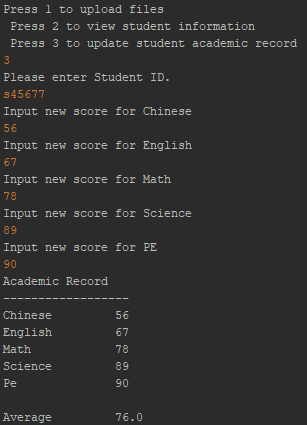 Press 1 to upload files
Press 2 to view student information
Press 3 to update student academic record
3
Please enter Student ID.
s45677
Input new score for Chinese
56
Input new score for English
67
Input new score for Math
78
Input new score for Science
89
Input new score for PE
90
Academic Record
------------------
Chinese 56
English 67
Math 78
Science 89
Pe 90
Average 76.0